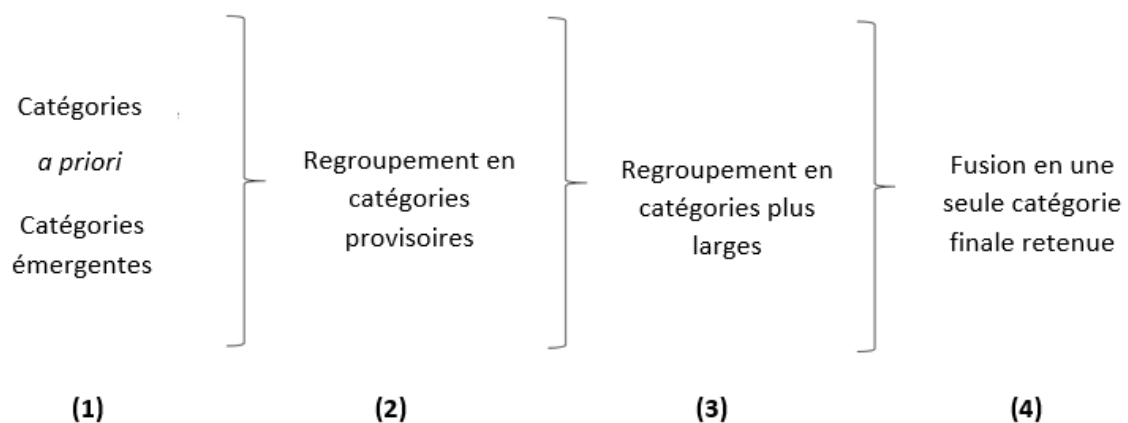 Catégories
a priori
Catégories
émergentes
Regroupement en
catégories
provisoires
Regroupement en
catégories plus
larges
Fusion en une
seule catégorie
finale retenue
(1)
(2)
(3)
(4)